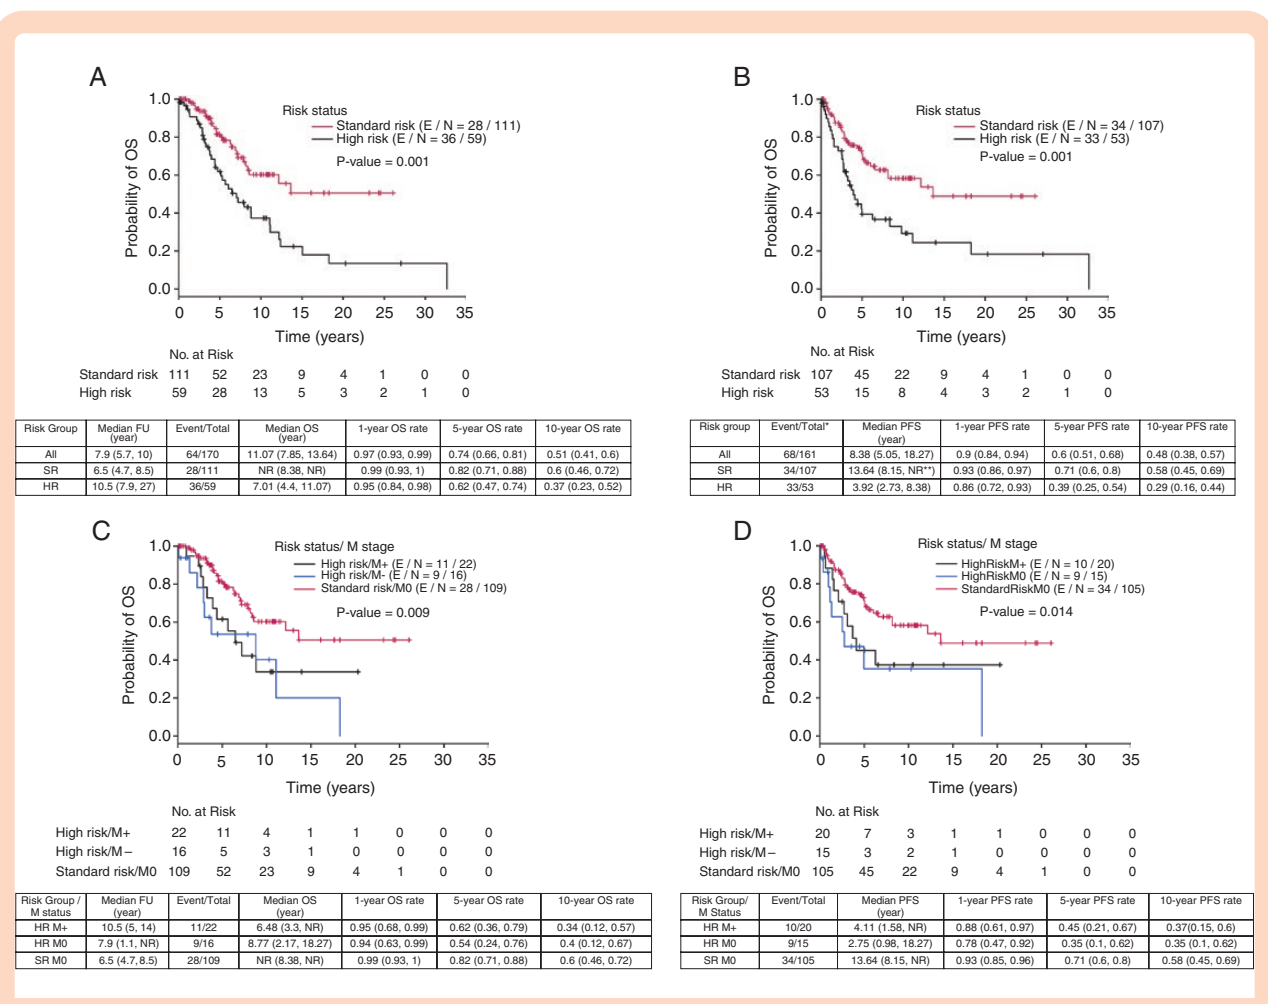 A
Probability of OS
1.0
0.8
0.6
0.4
0.2
0.0
Risk status
Standard risk (E / N = 28 / 111)
High risk (E / N = 36 / 59)
P-value = 0.001
0 5 10 15 20 25 30 35
Time (years)
No. at Risk
Standard risk 111 52 23 9 4 1 0 0
High risk 59 28 13 5 3 2 1 0
Risk Group Median FU (year) Event/Total Median OS (year) 1-year OS rate 5-year OS rate 10-year OS rate
All 7.9 (5.7, 10) 64/170 11.07 (7.85, 13.64) 0.97 (0.93, 0.99) 0.74 (0.66, 0.81) 0.51 (0.41, 0.6)
SR 6.5 (4.7, 8.5) 28/111 NR (8.38, NR) 0.99 (0.93, 1) 0.82 (0.71, 0.88) 0.6 (0.46, 0.72)
HR 10.5 (7.9, 27) 36/59 7.01 (4.4, 11.07) 0.95 (0.84, 0.98) 0.62 (0.47, 0.74) 0.37 (0.23, 0.52)
B
Probability of OS
1.0
0.8
0.6
0.4
0.2
0.0
Risk status
Standard risk (E / N = 34 / 107)
High risk (E / N = 33 / 53)
P-value = 0.001
0 5 10 15 20 25 30 35
Time (years)
No. at Risk
Standard risk 107 45 22 9 4 1 0 0
High risk 53 15 8 4 3 2 1 0
Risk group Event/Total* Median PFS (year) 1-year PFS rate 5-year PFS rate 10-year PFS rate
All 68/161 8.38 (5.05, 18.27) 0.9 (0.84, 0.94) 0.6 (0.51, 0.68) 0.48 (0.38, 0.57)
SR 34/107 13.64 (8.15, NR**) 0.93 (0.86, 0.97) 0.71 (0.6, 0.8) 0.58 (0.45, 0.69)
HR 33/53 3.92 (2.73, 8.38) 0.86 (0.72, 0.93) 0.39 (0.25, 0.54) 0.29 (0.16, 0.44)
C
Probability of OS
1.0
0.8
0.6
0.4
0.2
0.0
Risk status/ M stage
High risk/M+ (E / N = 11 / 22)
High risk/M- (E / N = 9 / 16)
Standard risk/M0 (E / N = 28 / 109)
P-value = 0.009
0 5 10 15 20 25 30 35
Time (years)
No. at Risk
High risk/M+ 22 11 4 1 1 0 0 0
High risk/M− 16 5 3 1 0 0 0 0
Standard risk/M0 109 52 23 9 4 1 0 0
Risk Group / M status Median FU (year) Event/Total Median OS (year) 1-year OS rate 5-year OS rate 10-year OS rate
HR M+ 10.5 (5, 14) 11/22 6.48 (3.3, NR) 0.95 (0.68, 0.99) 0.62 (0.36, 0.79) 0.34 (0.12, 0.57)
HR M0 7.9 (1.1, NR) 9/16 8.77 (2.17, 18.27) 0.94 (0.63, 0.99) 0.54 (0.24, 0.76) 0.4 (0.12, 0.67)
SR M0 6.5 (4.7,8.5) 28/109 NR (8.38, NR) 0.99 (0.93, 1) 0.82 (0.71, 0.88) 0.6 (0.46, 0.72)
D
Probability of OS
1.0
0.8
0.6
0.4
0.2
0.0
Risk status/ M stage
HighRiskM+ (E / N = 10 / 20)
HighRiskM0 (E / N = 9 / 15)
StandardRiskM0 (E / N = 34 / 105)
P-value = 0.014
0 5 10 15 20 25 30 35
Time (years)
No. at Risk
High risk/M+ 20 7 3 1 1 0 0 0
High risk/M− 15 3 2 1 0 0 0 0
Standard risk/M0 105 45 22 9 4 1 0 0
Risk Group/ M Status Event/Total Median PFS (year) 1-year PFS rate 5-year PFS rate 10-year PFS rate
HR M+ 10/20 4.11 (1.58, NR) 0.88 (0.61, 0.97) 0.45 (0.21, 0.67) 0.37(0.15, 0.6)
HR M0 9/15 2.75 (0.98, 18.27) 0.78 (0.47, 0.92) 0.35 (0.1, 0.62) 0.35 (0.1, 0.62)
SR M0 34/105 13.64 (8.15, NR) 0.93 (0.85, 0.96) 0.71 (0.6, 0.8) 0.58 (0.45, 0.69)